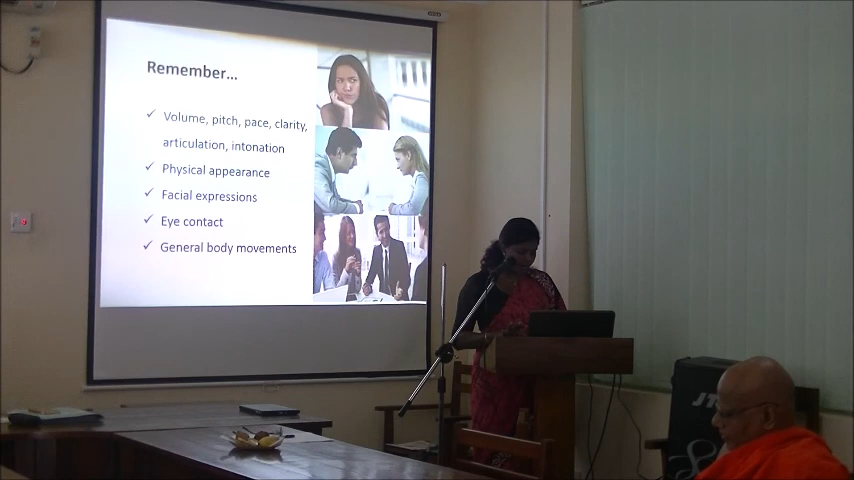 Remember...
✓ Volume, pitch, pace, clarity,
articulation, intonation
✓ Physical appearance
✓ Facial expressions
✓ Eye contact
✓ General body movements